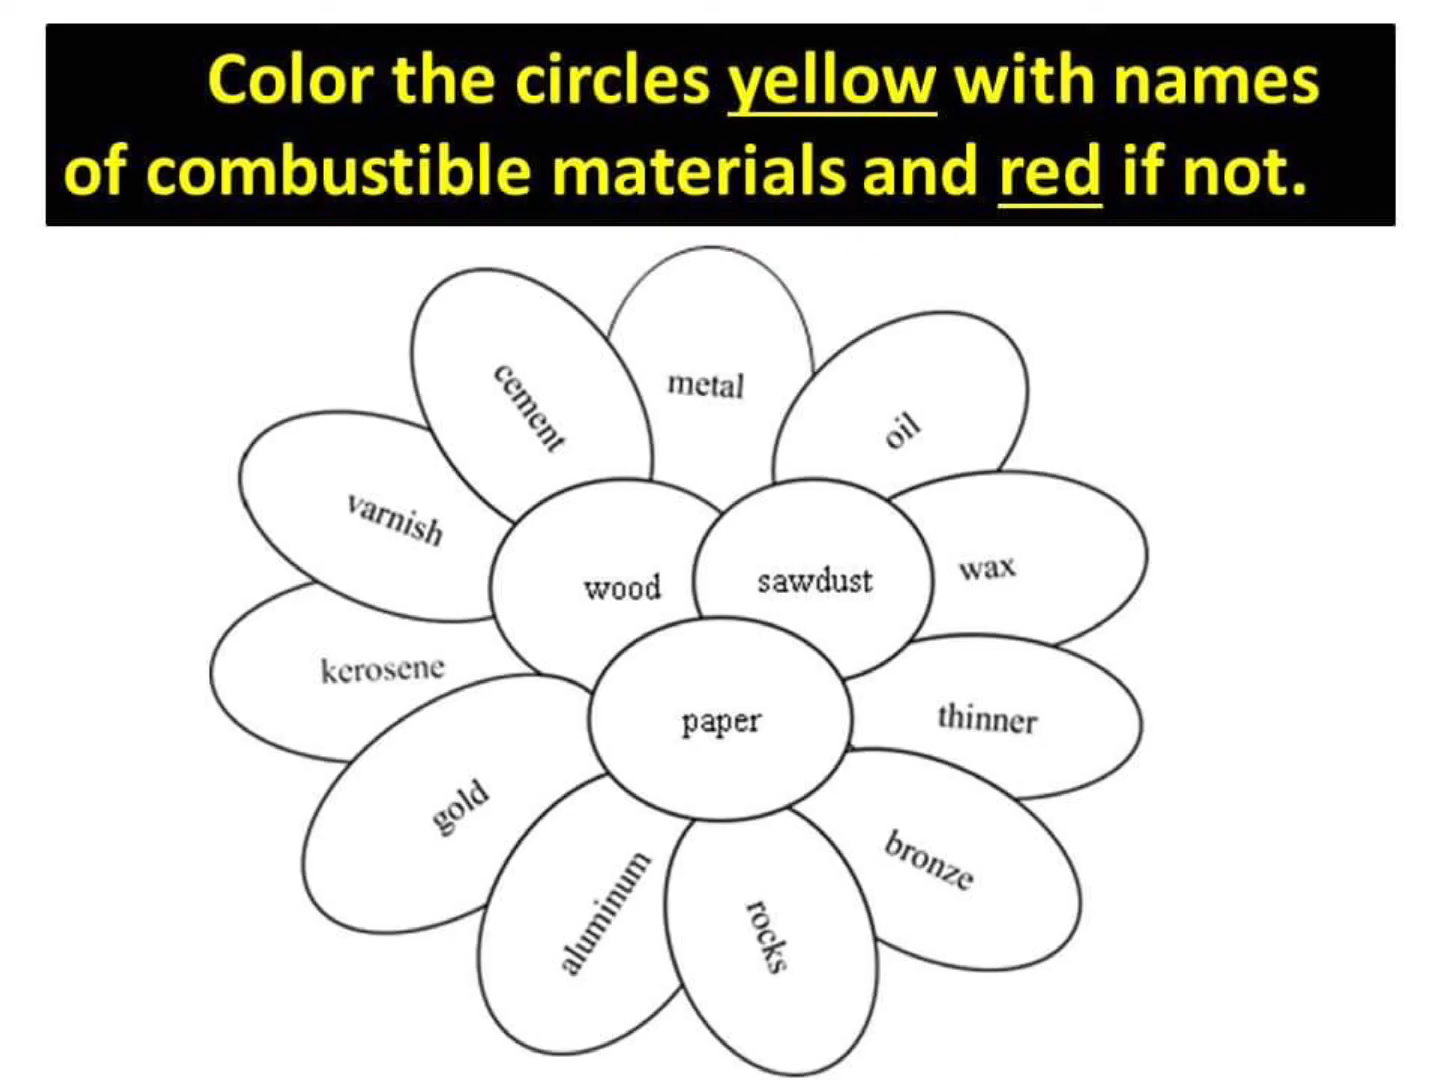 Color the circles yellow with names
of combustible materials and red if not.
metal
cement
oil
varnish
wood
sawdust
wax
kerosene
paper
thinner
gold
bronze
aluminum
rocks